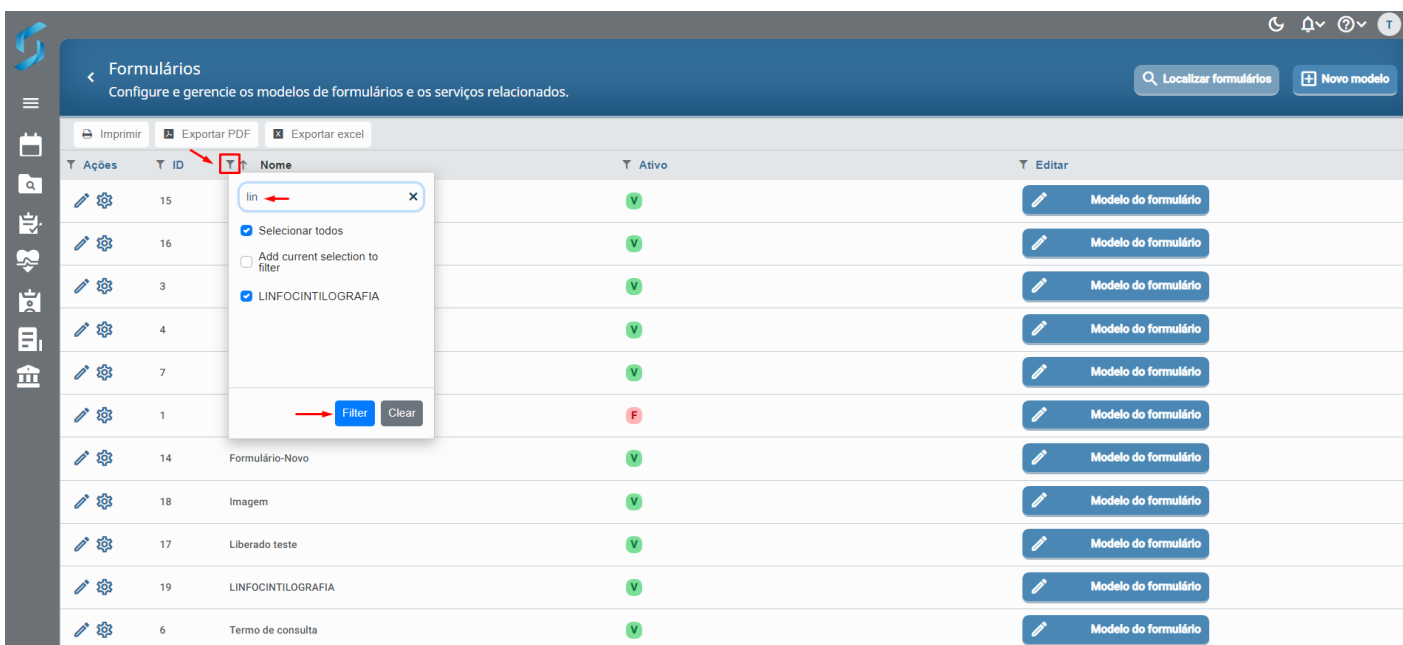 T
Formulários
Configure e gerencie os modelos de formulários e os serviços relacionados.
Localizar formulários
Novo modelo
Imprimir
Exportar PDF
Exportar excel
Ações ID Nome Ativo Editar
15 V Modelo do formulário
16 V Modelo do formulário
3 V Modelo do formulário
4 V Modelo do formulário
7 V Modelo do formulário
1 F Modelo do formulário
lin
Selecionar todos
Add current selection to
filter
LINFOCINTILOGRAFIA
Filter Clear
14 Formulário-Novo V Modelo do formulário
18 Imagem V Modelo do formulário
17 Liberado teste V Modelo do formulário
19 LINFOCINTILOGRAFIA V Modelo do formulário
6 Termo de consulta V Modelo do formulário